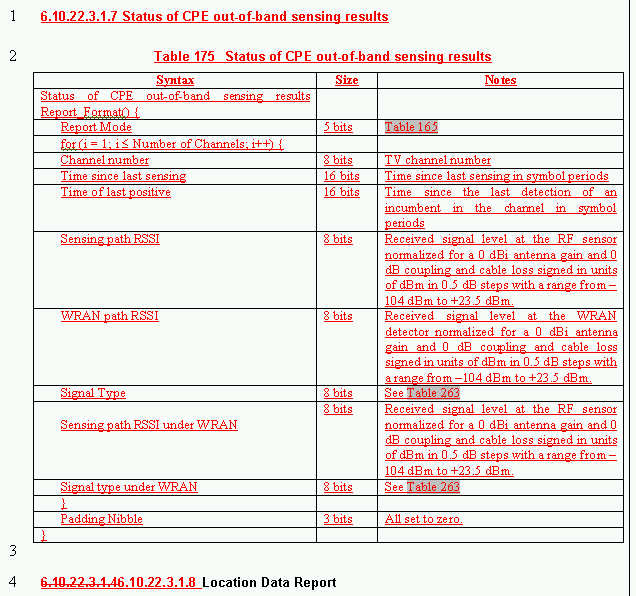 1 6.10.22.3.1.7 Status of CPE out-of-band sensing results
2 Table 175 Status of CPE out-of-band sensing results
Syntax Size Notes
Status of CPE out-of-band sensing results
Report_Format() {
Report Mode 5 bits Table 165
for (i = 1; i ≤ Number of Channels; i++) {
Channel number 8 bits TV channel number
Time since last sensing 16 bits Time since last sensing in symbol periods
Time of last positive 16 bits Time since the last detection of an
incumbent in the channel in symbol
periods
Sensing path RSSI 8 bits Received signal level at the RF sensor
normalized for a 0 dBi antenna gain and 0
dB coupling and cable loss signed in units
of dBm in 0.5 dB steps with a range from –
104 dBm to +23.5 dBm.
WRAN path RSSI 8 bits Received signal level at the WRAN
detector normalized for a 0 dBi antenna
gain and 0 dB coupling and cable loss
signed in units of dBm in 0.5 dB steps with
a range from –104 dBm to +23.5 dBm.
Signal Type 8 bits See Table 263
8 bits Received signal level at the RF sensor
Sensing path RSSI under WRAN normalized for a 0 dBi antenna gain and 0
dB coupling and cable loss signed in units
of dBm in 0.5 dB steps with a range from –
104 dBm to +23.5 dBm.
Signal type under WRAN 8 bits See Table 263
}
Padding Nibble 3 bits All set to zero.
}
3
4 6.10.22.3.1.46.10.22.3.1.8 Location Data Report